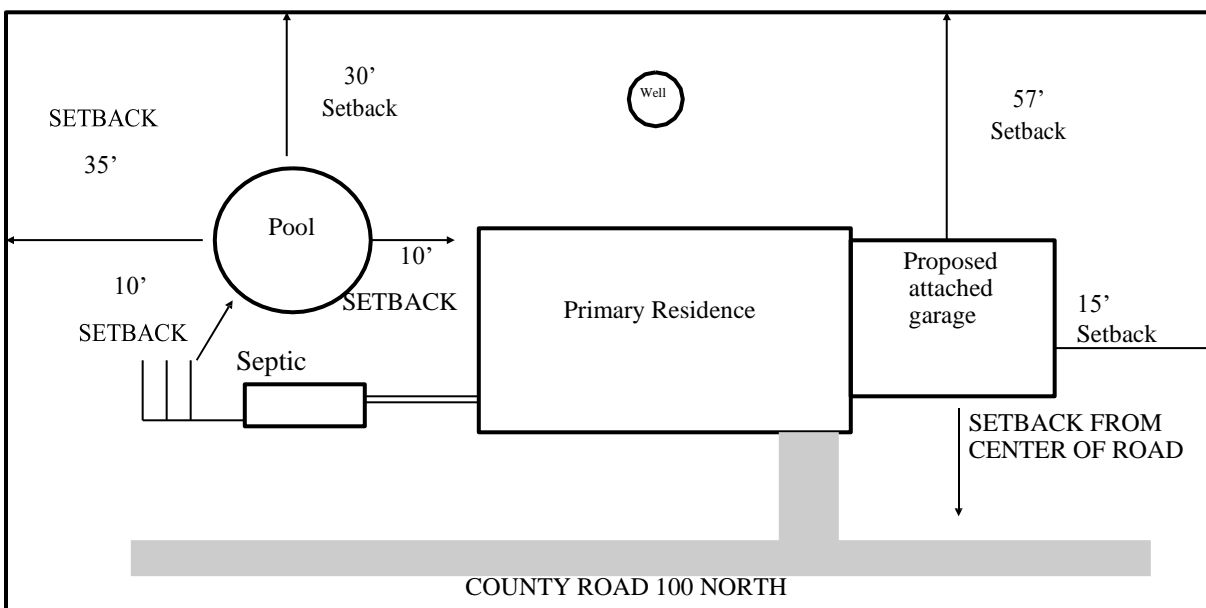 30’
Setback
Well
57’
Setback
SETBACK
35’
Pool
10’
SETBACK
10’
SETBACK
Primary Residence
Proposed
attached
garage
15’
Setback
Septic
SETBACK FROM
CENTER OF ROAD
COUNTY ROAD 100 NORTH